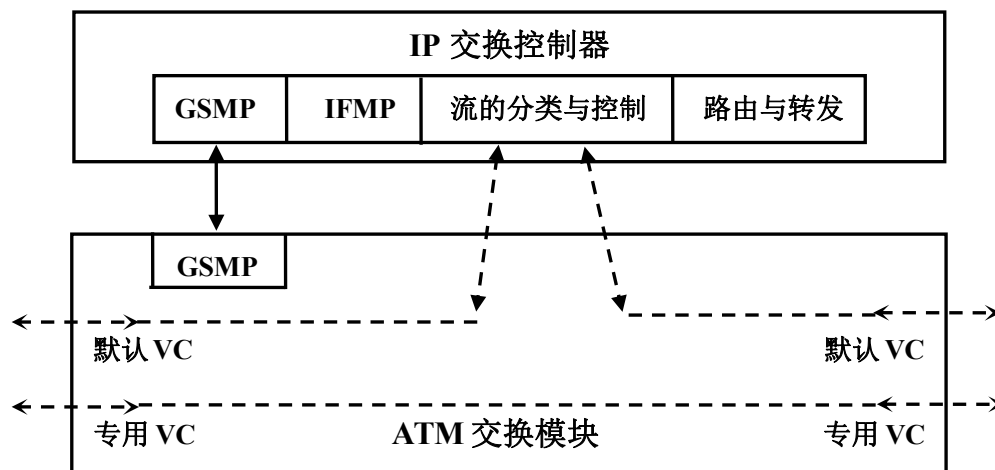 IP 交换控制器
GSMP
IFMP
流的分类与控制
路由与转发
GSMP
默认 VC
默认 VC
专用 VC
ATM 交换模块
专用 VC